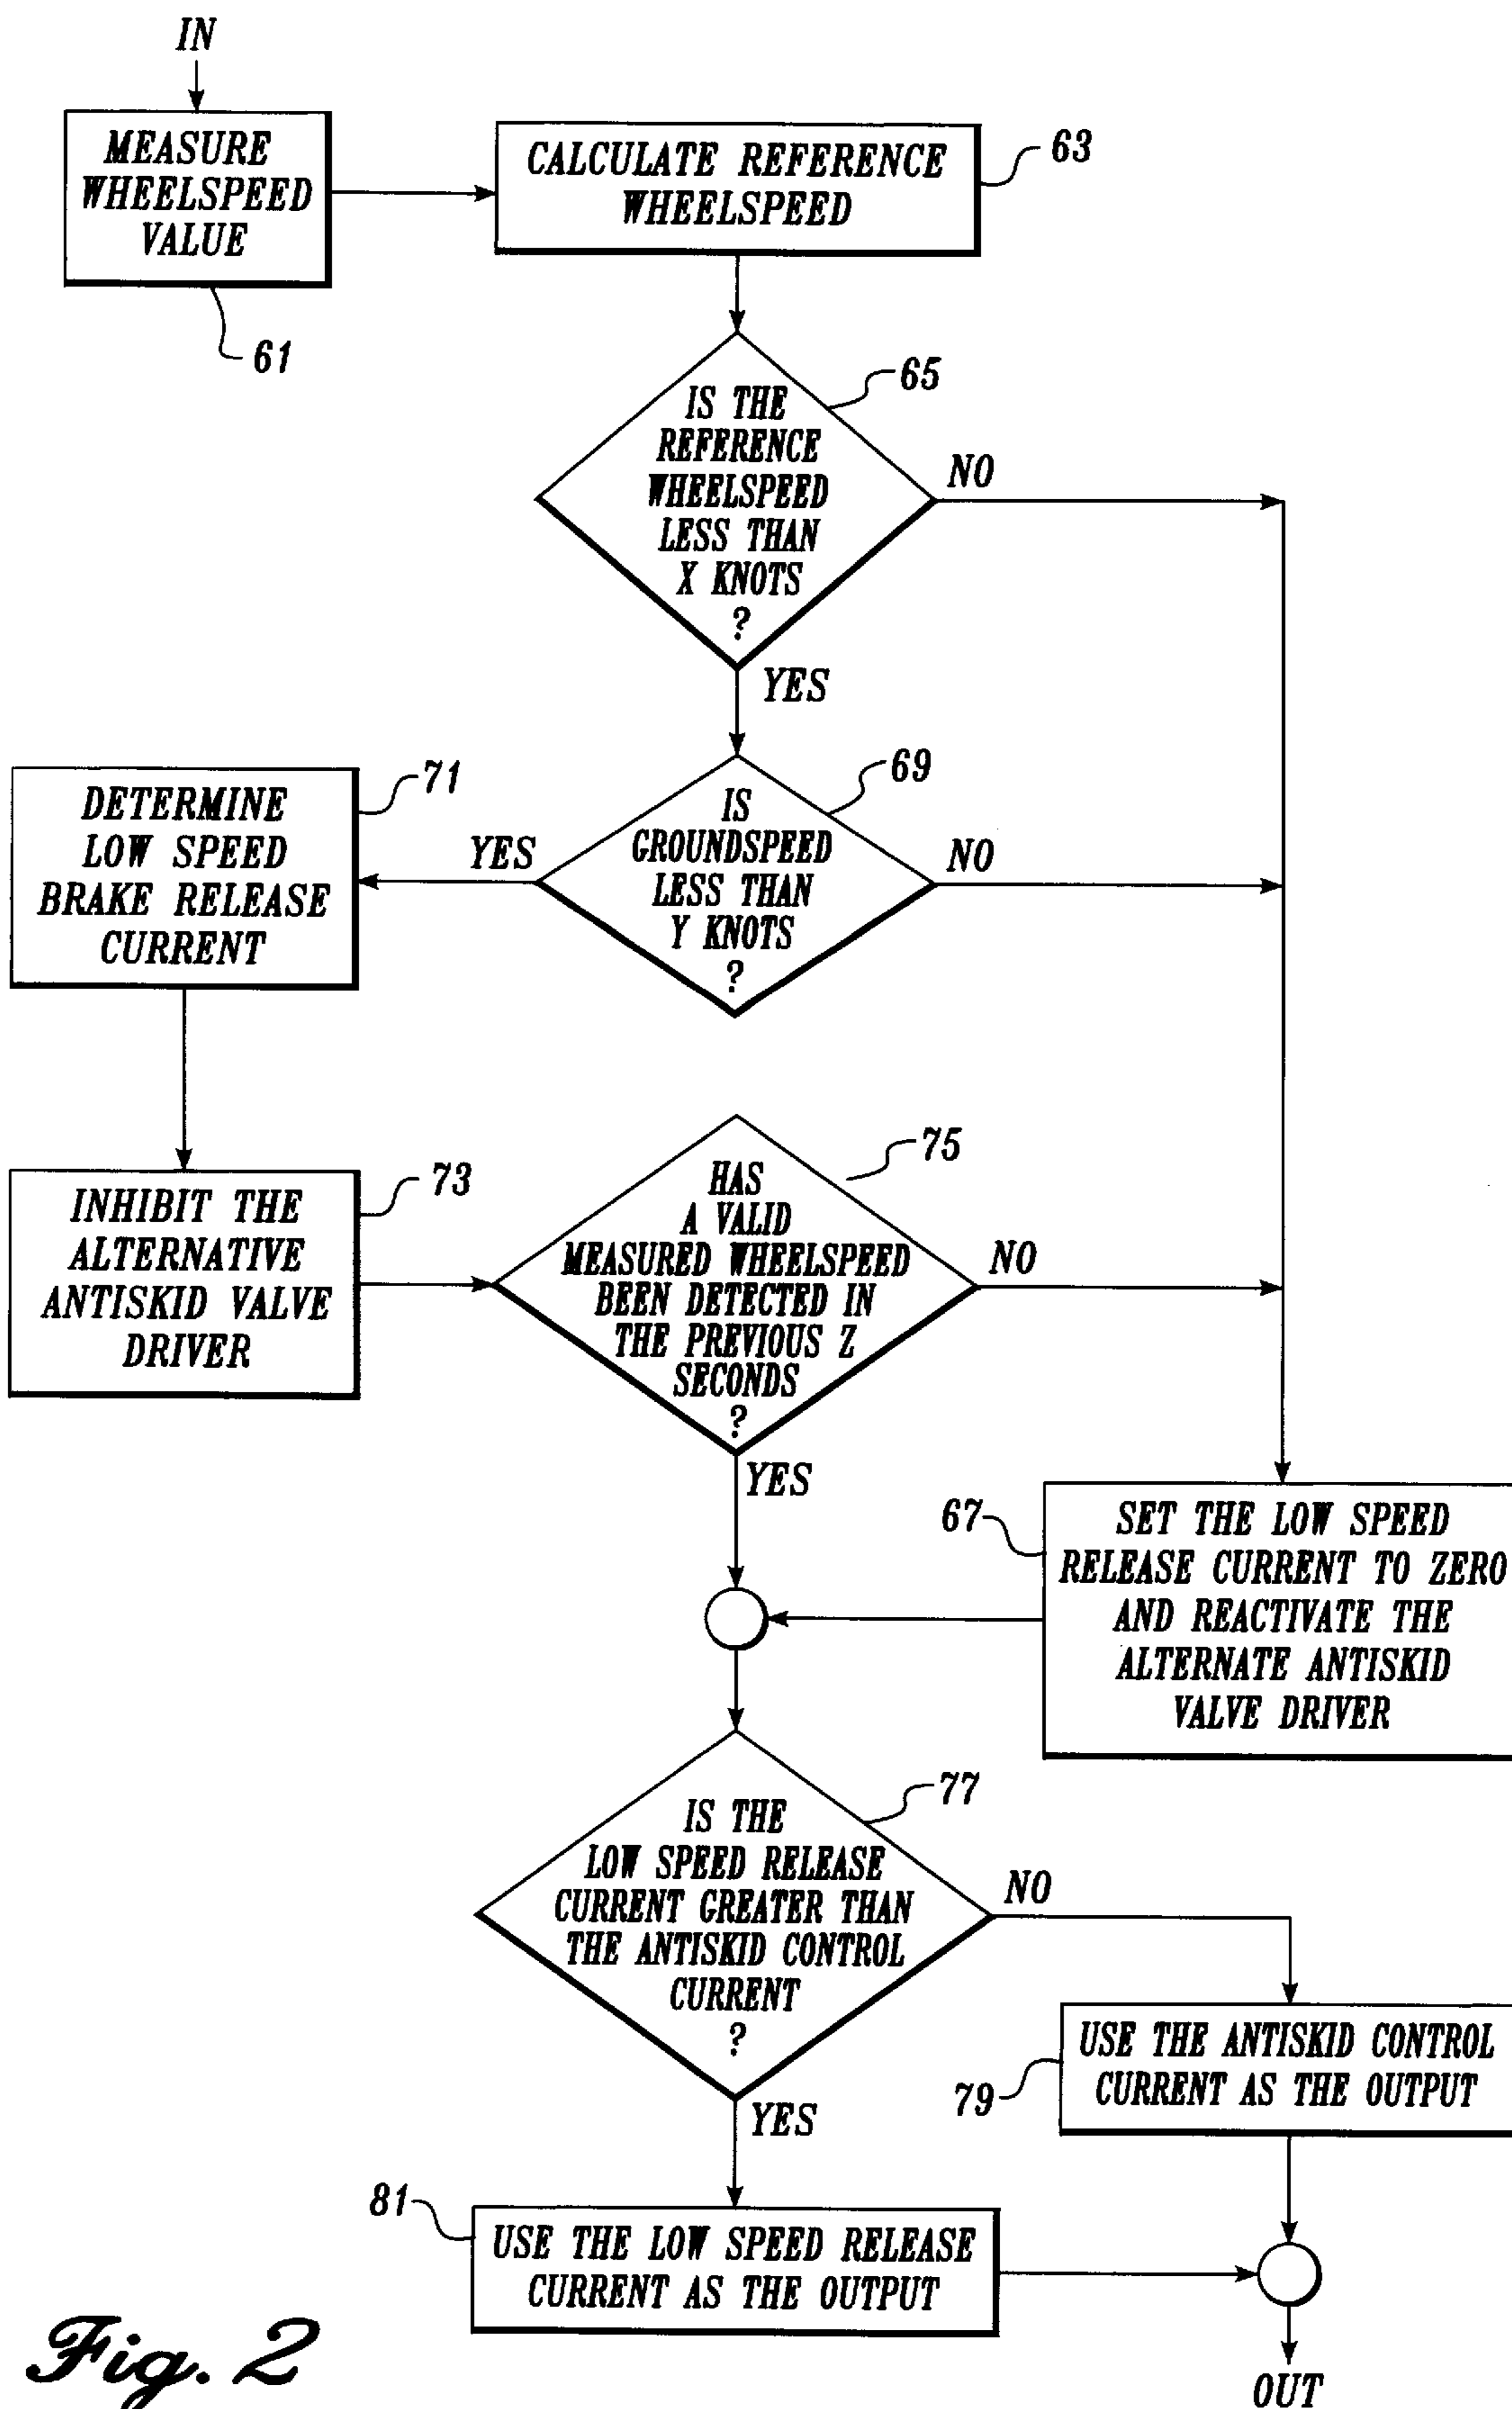 IN
MEASURE
WHEELSPEED
VALUE
61
CALCULATE REFERENCE
WHEELSPEED
63
IS THE
REFERENCE
WHEELSPEED
LESS THAN
X KNOTS
?
65
NO
YES
IS
GROUNDSPEED
LESS THAN
Y KNOTS
?
69
NO
YES
DETERMINE
LOW SPEED
BRAKE RELEASE
CURRENT
71
INHIBIT THE
ALTERNATIVE
ANTISKID VALVE
DRIVER
73
HAS
A VALID
MEASURED WHEELSPEED
BEEN DETECTED IN
THE PREVIOUS Z
SECONDS
?
75
NO
YES
67
SET THE LOW SPEED
RELEASE CURRENT TO ZERO
AND REACTIVATE THE
ALTERNATE ANTISKID
VALVE DRIVER
IS THE
LOW SPEED RELEASE
CURRENT GREATER THAN
THE ANTISKID CONTROL
CURRENT
?
77
NO
YES
79
USE THE ANTISKID CONTROL
CURRENT AS THE OUTPUT
81
USE THE LOW SPEED RELEASE
CURRENT AS THE OUTPUT
OUT
Fig. 2